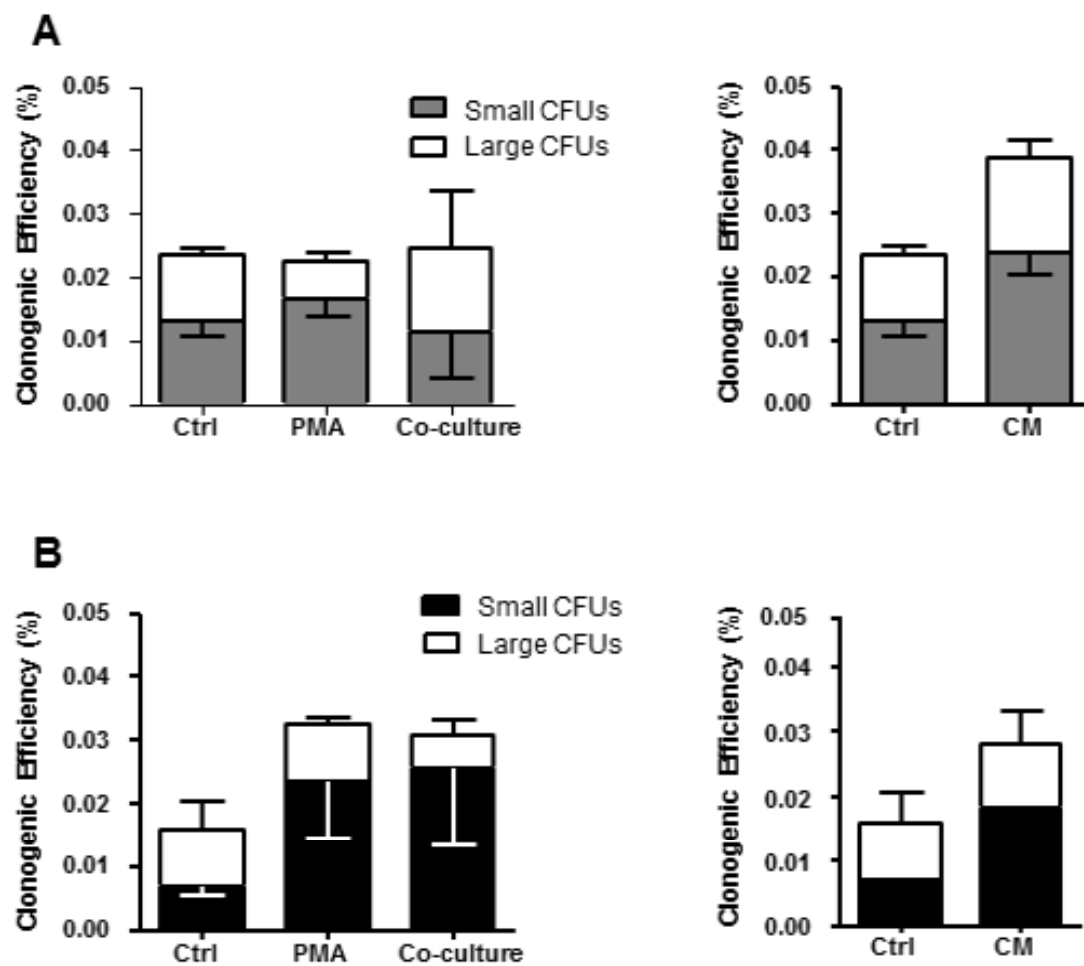 A
Clonogenic Efficiency (%)
0.05
0.04
0.03
0.02
0.01
0.00
Small CFUs
Large CFUs
Ctrl PMA Co-culture
Clonogenic Efficiency (%)
0.05
0.04
0.03
0.02
0.01
0.00
Ctrl CM
B
Clonogenic Efficiency (%)
0.05
0.04
0.03
0.02
0.01
0.00
Small CFUs
Large CFUs
Ctrl PMA Co-culture
Clonogenic Efficiency (%)
0.05
0.04
0.03
0.02
0.01
0.00
Ctrl CM